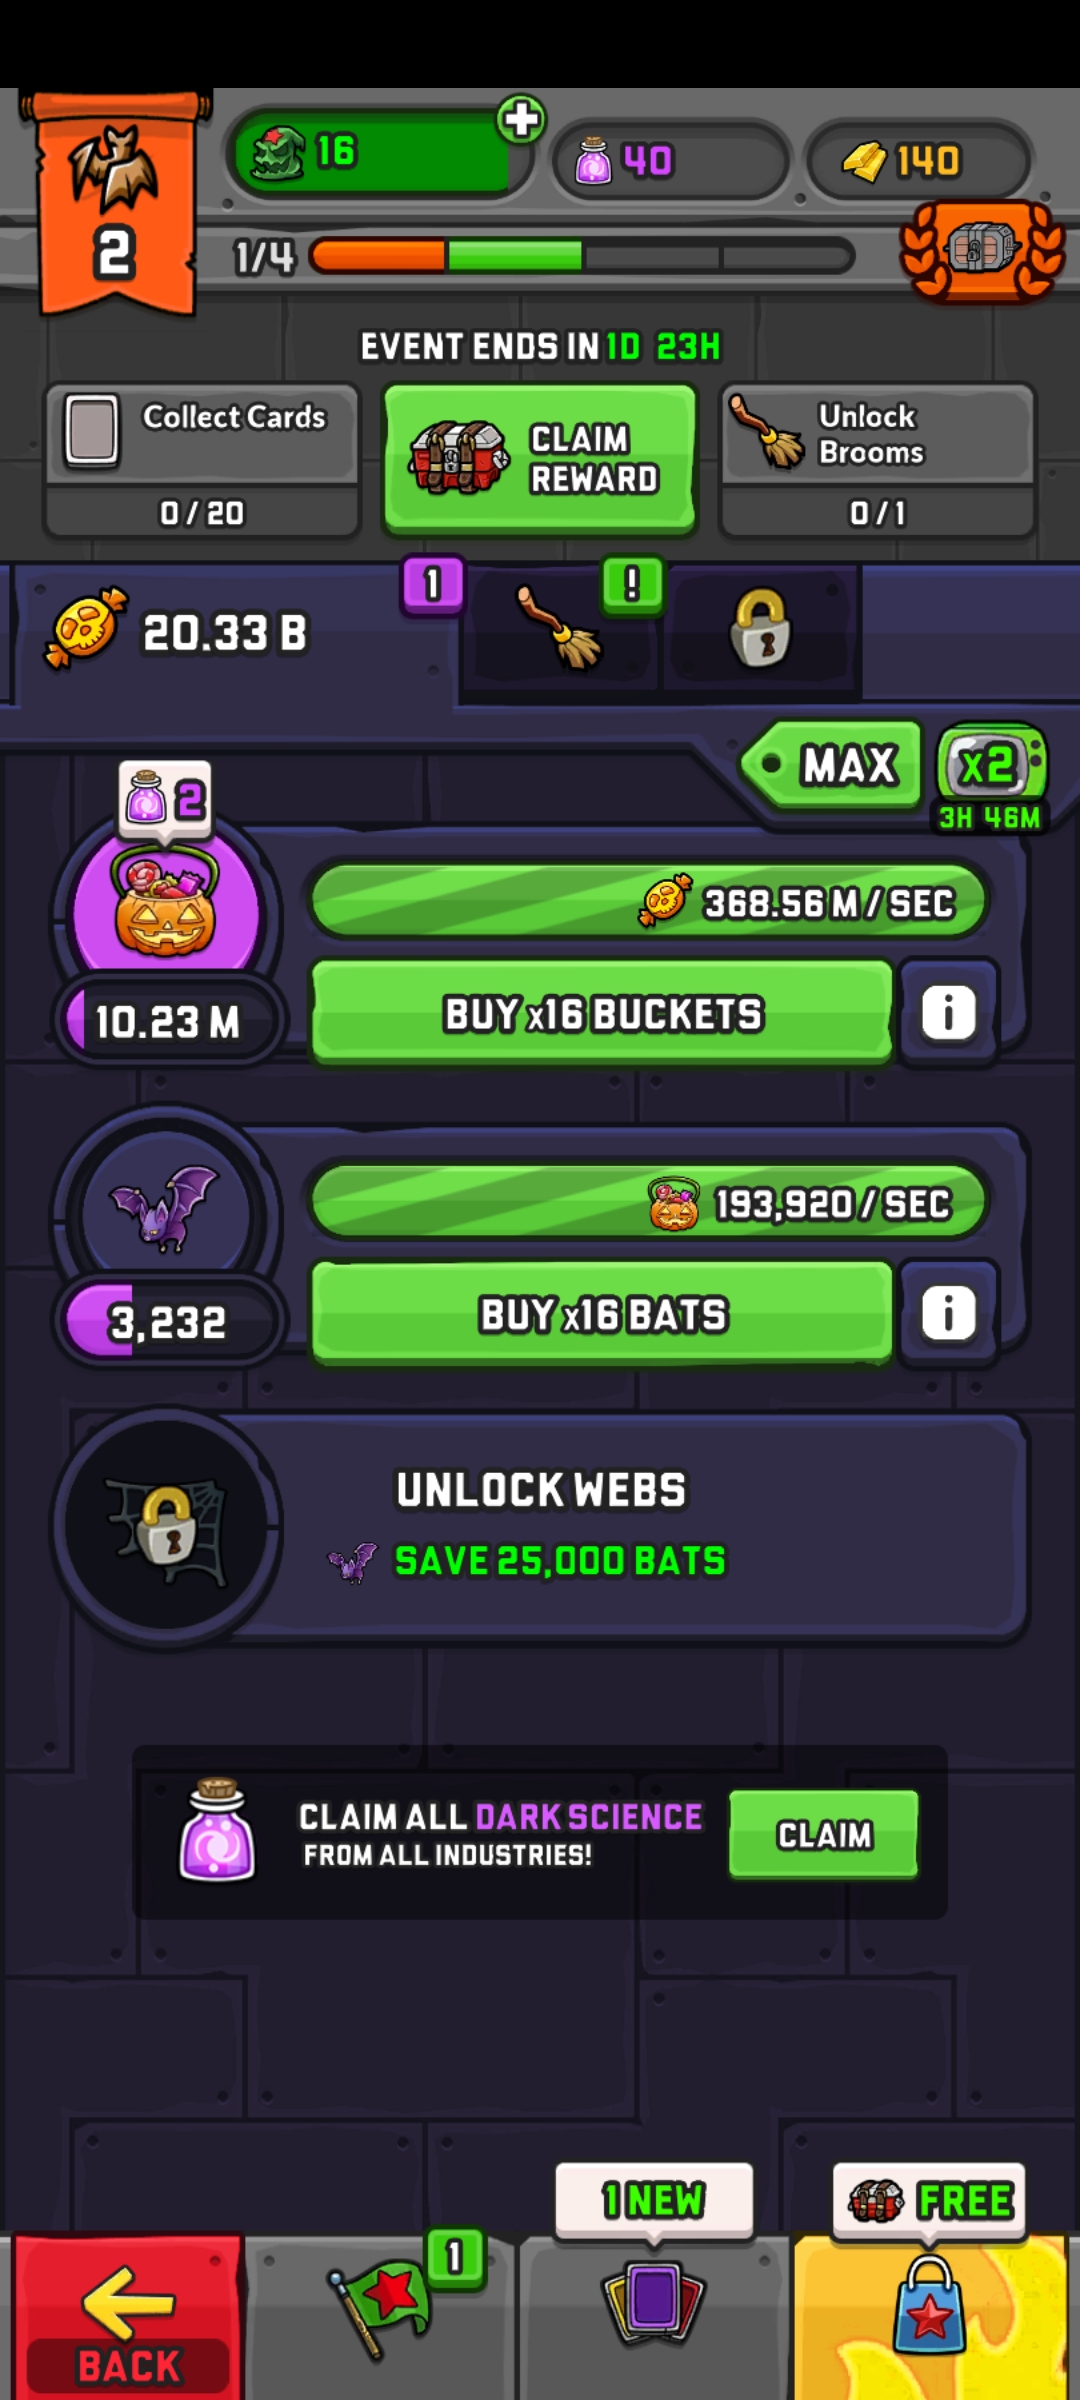 16
40
140
2
1/4
EVENT ENDS IN 1D 23H
Collect Cards
0/20
CLAIM
REWARD
Unlock
Brooms
0/1
20.33 B
1
!
MAX
x2
3H 46M
2
368.56 M / SEC
10.23 M
BUY x16 BUCKETS
i
193,920 / SEC
3,232
BUY x16 BATS
i
UNLOCK WEBS
SAVE 25,000 BATS
CLAIM ALL DARK SCIENCE
FROM ALL INDUSTRIES!
CLAIM
1 NEW
FREE
1
BACK